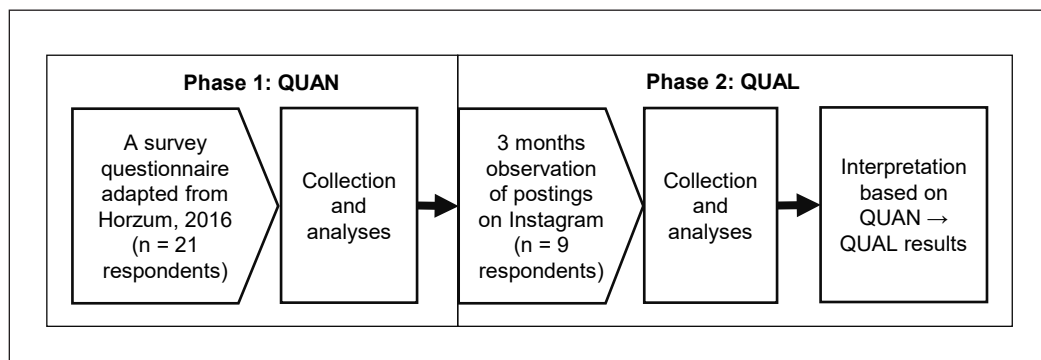 Phase 1: QUAN
A survey
questionnaire
adapted from
Horzum, 2016
(n = 21
respondents)
Collection
and
analyses
Phase 2: QUAL
3 months
observation
of postings
on Instagram
(n = 9
respondents)
Collection
and
analyses
Interpretation
based on
QUAN →
QUAL results